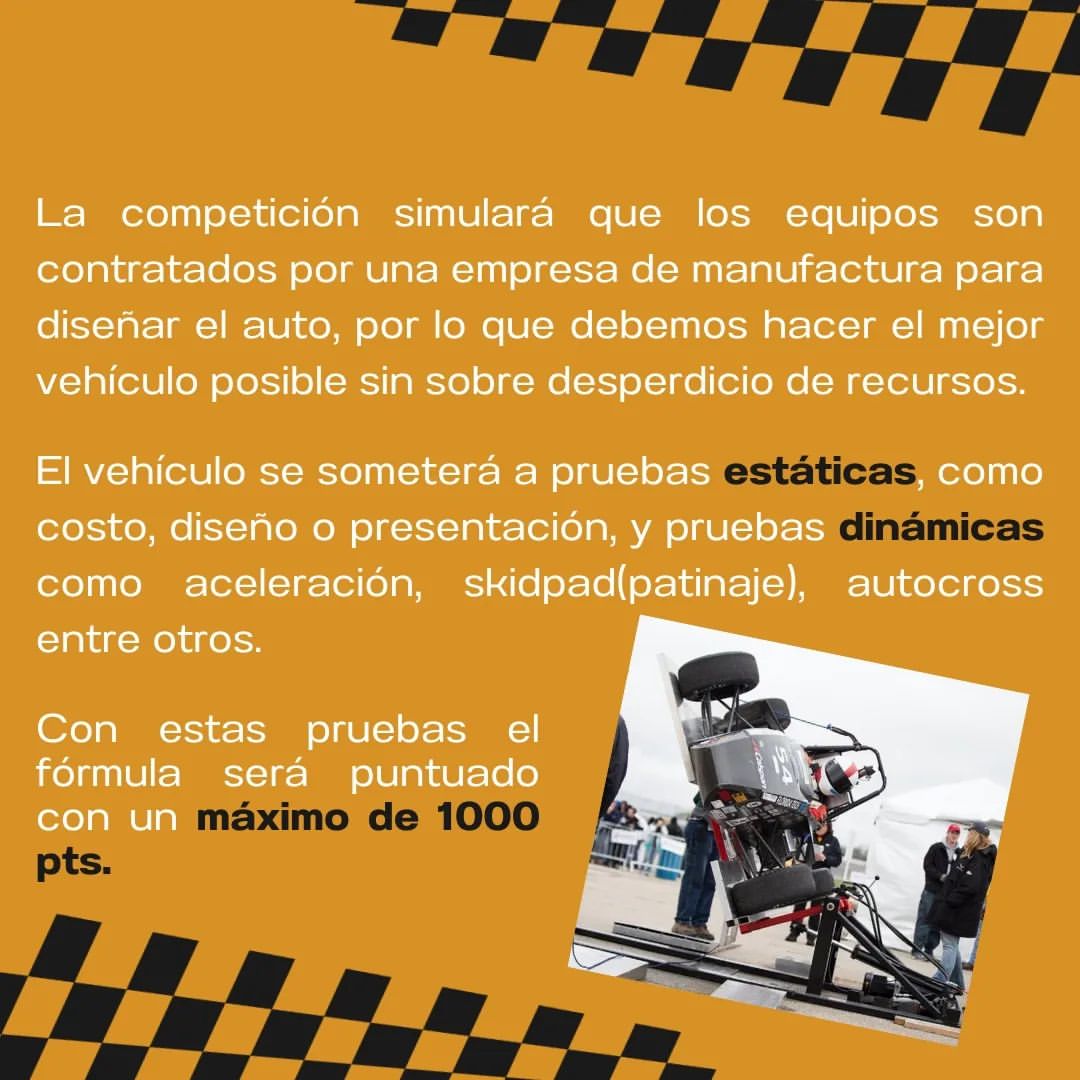 La competición simulará que los equipos son
contratados por una empresa de manufactura para
diseñar el auto, por lo que debemos hacer el mejor
vehículo posible sin sobre desperdicio de recursos.
El vehículo se someterá a pruebas estáticas, como
costo, diseño o presentación, y pruebas dinámicas
como aceleración, skidpad(patinaje), autocross
entre otros.
Con estas pruebas el
fórmula será puntuado
con un máximo de 1000
pts.
54